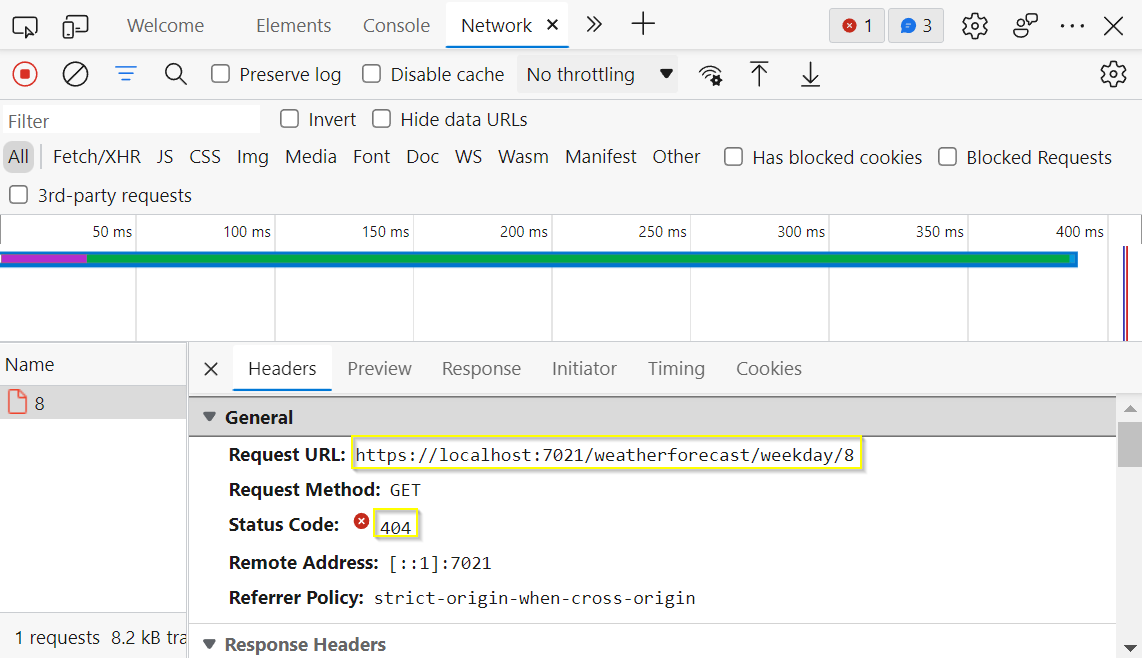 Welcome Elements Console Network 1 3
Preserve log Disable cache No throttling
Filter Invert Hide data URLs
All Fetch/XHR JS CSS Img Media Font Doc WS Wasm Manifest Other Has blocked cookies Blocked Requests
3rd-party requests
50 ms 100 ms 150 ms 200 ms 250 ms 300 ms 350 ms 400 ms
Name
8
1 requests 8.2 kB tra
Headers Preview Response Initiator Timing Cookies
General
Request URL: https://localhost:7021/weatherforecast/weekday/8
Request Method: GET
Status Code: 404
Remote Address: [::1]:7021
Referrer Policy: strict-origin-when-cross-origin
Response Headers